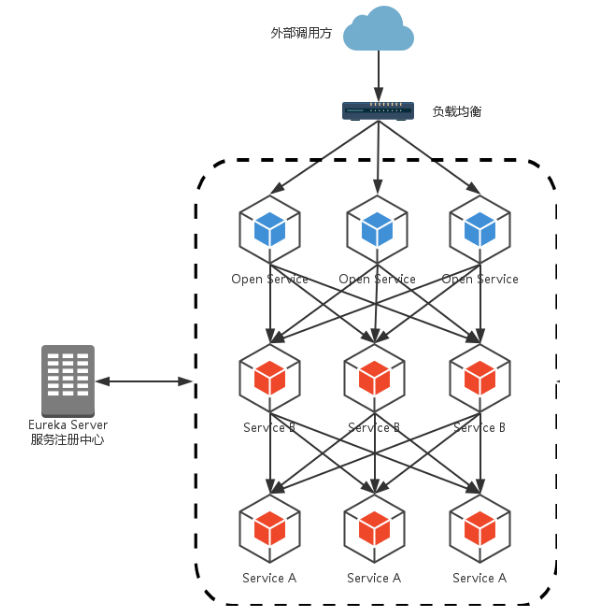 外部调用方
负载均衡
Open Service
Open Service
Open Service
Eureka Server
服务注册中心
Service B
Service B
Service B
Service A
Service A
Service A